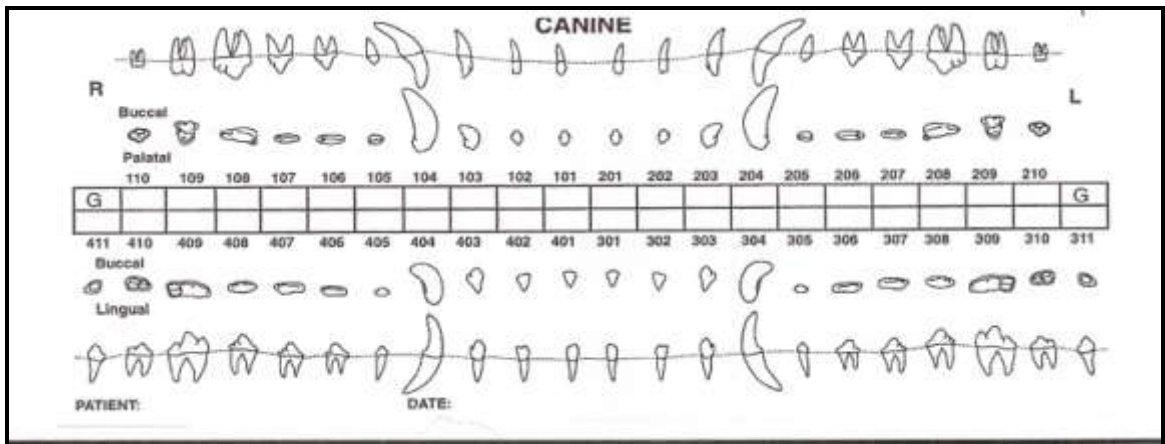 CANINE
R L
Buccal
Palatal
110 109 108 107 106 105 104 103 102 101 201 202 203 204 205 206 207 208 209 210
G G
411 410 409 408 407 406 405 404 403 402 401 301 302 303 304 305 306 307 308 309 310 311
Buccal
Lingual
PATIENT: DATE: